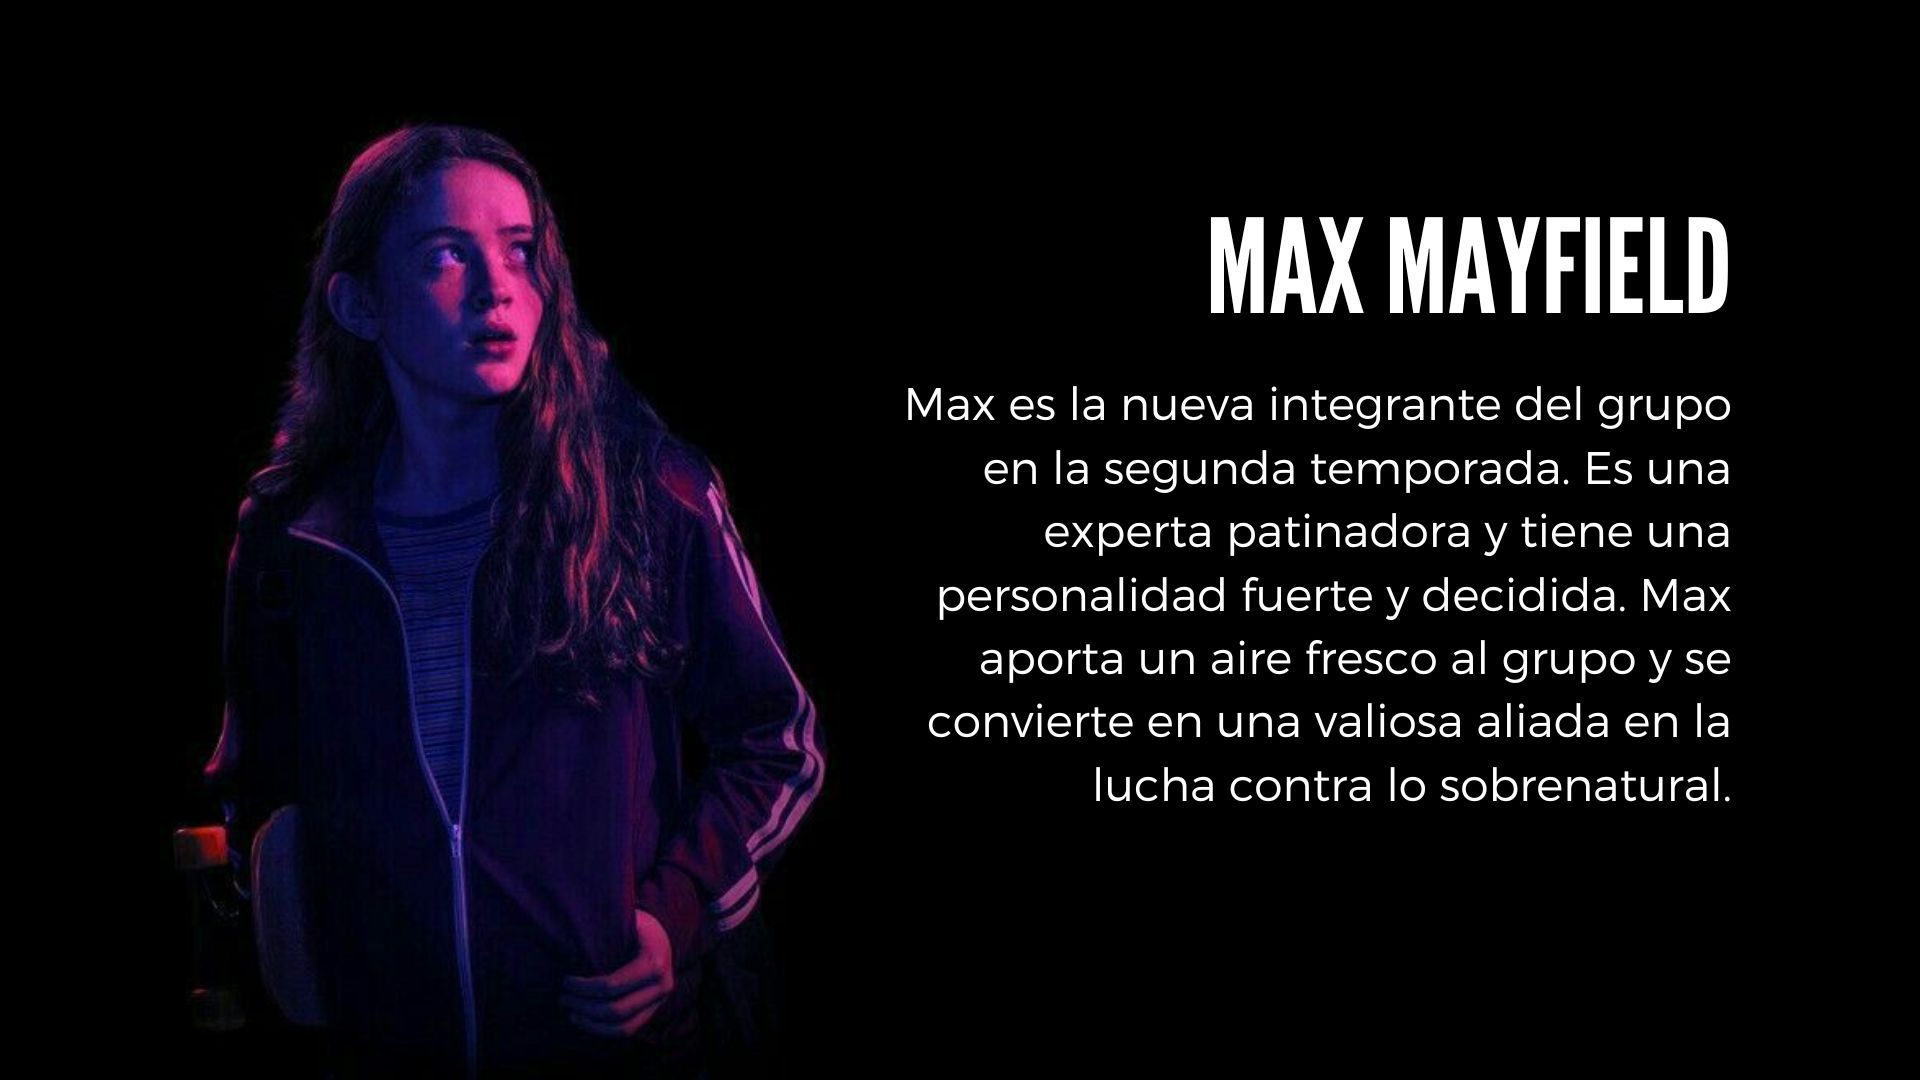 MAX MAYFIELD
Max es la nueva integrante del grupo
en la segunda temporada. Es una
experta patinadora y tiene una
personalidad fuerte y decidida. Max
aporta un aire fresco al grupo y se
convierte en una valiosa aliada en la
lucha contra lo sobrenatural.